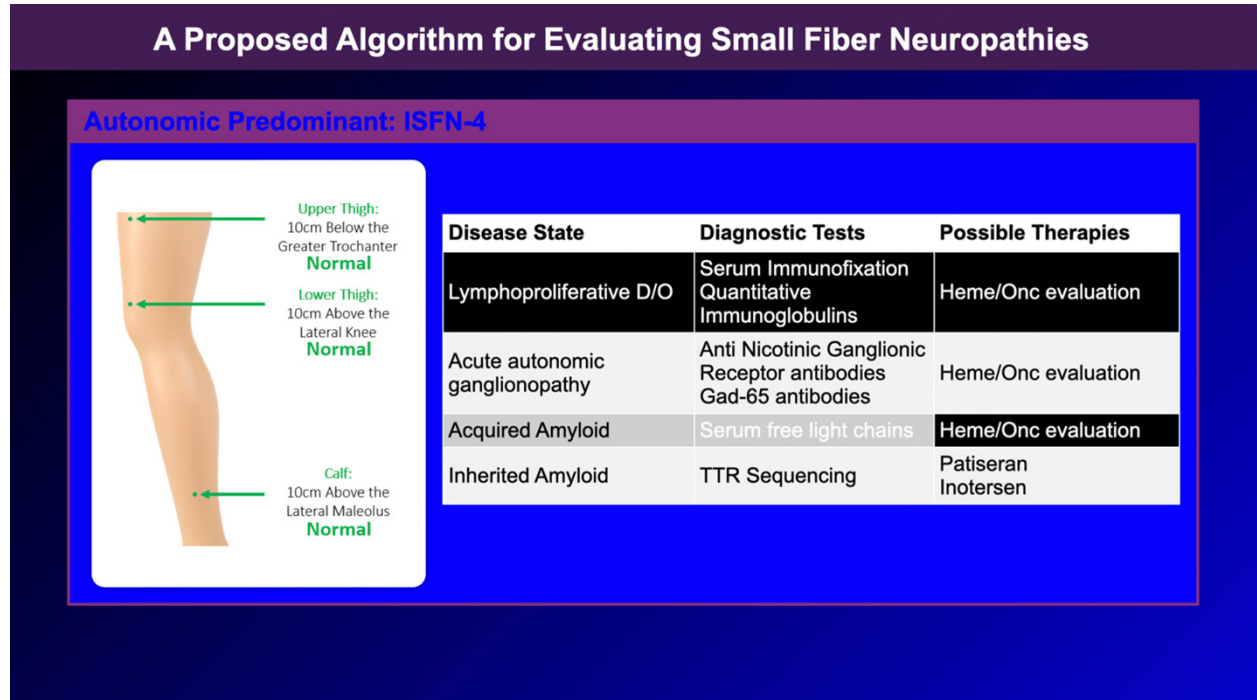 A Proposed Algorithm for Evaluating Small Fiber Neuropathies
Autonomic Predominant: ISFN-4
Upper Thigh:
10cm Below the
Greater Trochanter
Normal
Lower Thigh:
10cm Above the
Lateral Knee
Normal
Calf:
10cm Above the
Lateral Maleolus
Normal
Disease State Diagnostic Tests Possible Therapies
Lymphoproliferative D/O
Serum Immunofixation
Quantitative
Immunoglobulins
Heme/Onc evaluation
Acute autonomic
ganglionopathy
Anti Nicotinic Ganglionic
Receptor antibodies
Gad-65 antibodies
Heme/Onc evaluation
Acquired Amyloid
Serum free light chains
Heme/Onc evaluation
Inherited Amyloid
TTR Sequencing
Patiseran
Inotersen